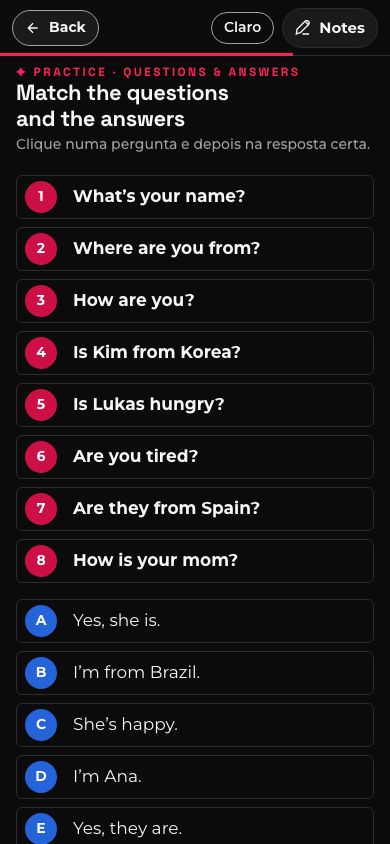 Back
Claro
Notes
✦ PRACTICE · QUESTIONS & ANSWERS
Match the questions
and the answers
Clique numa pergunta e depois na resposta certa.
1 What's your name?
2 Where are you from?
3 How are you?
4 Is Kim from Korea?
5 Is Lukas hungry?
6 Are you tired?
7 Are they from Spain?
8 How is your mom?
A Yes, she is.
B I'm from Brazil.
C She's happy.
D I'm Ana.
E Yes, they are.